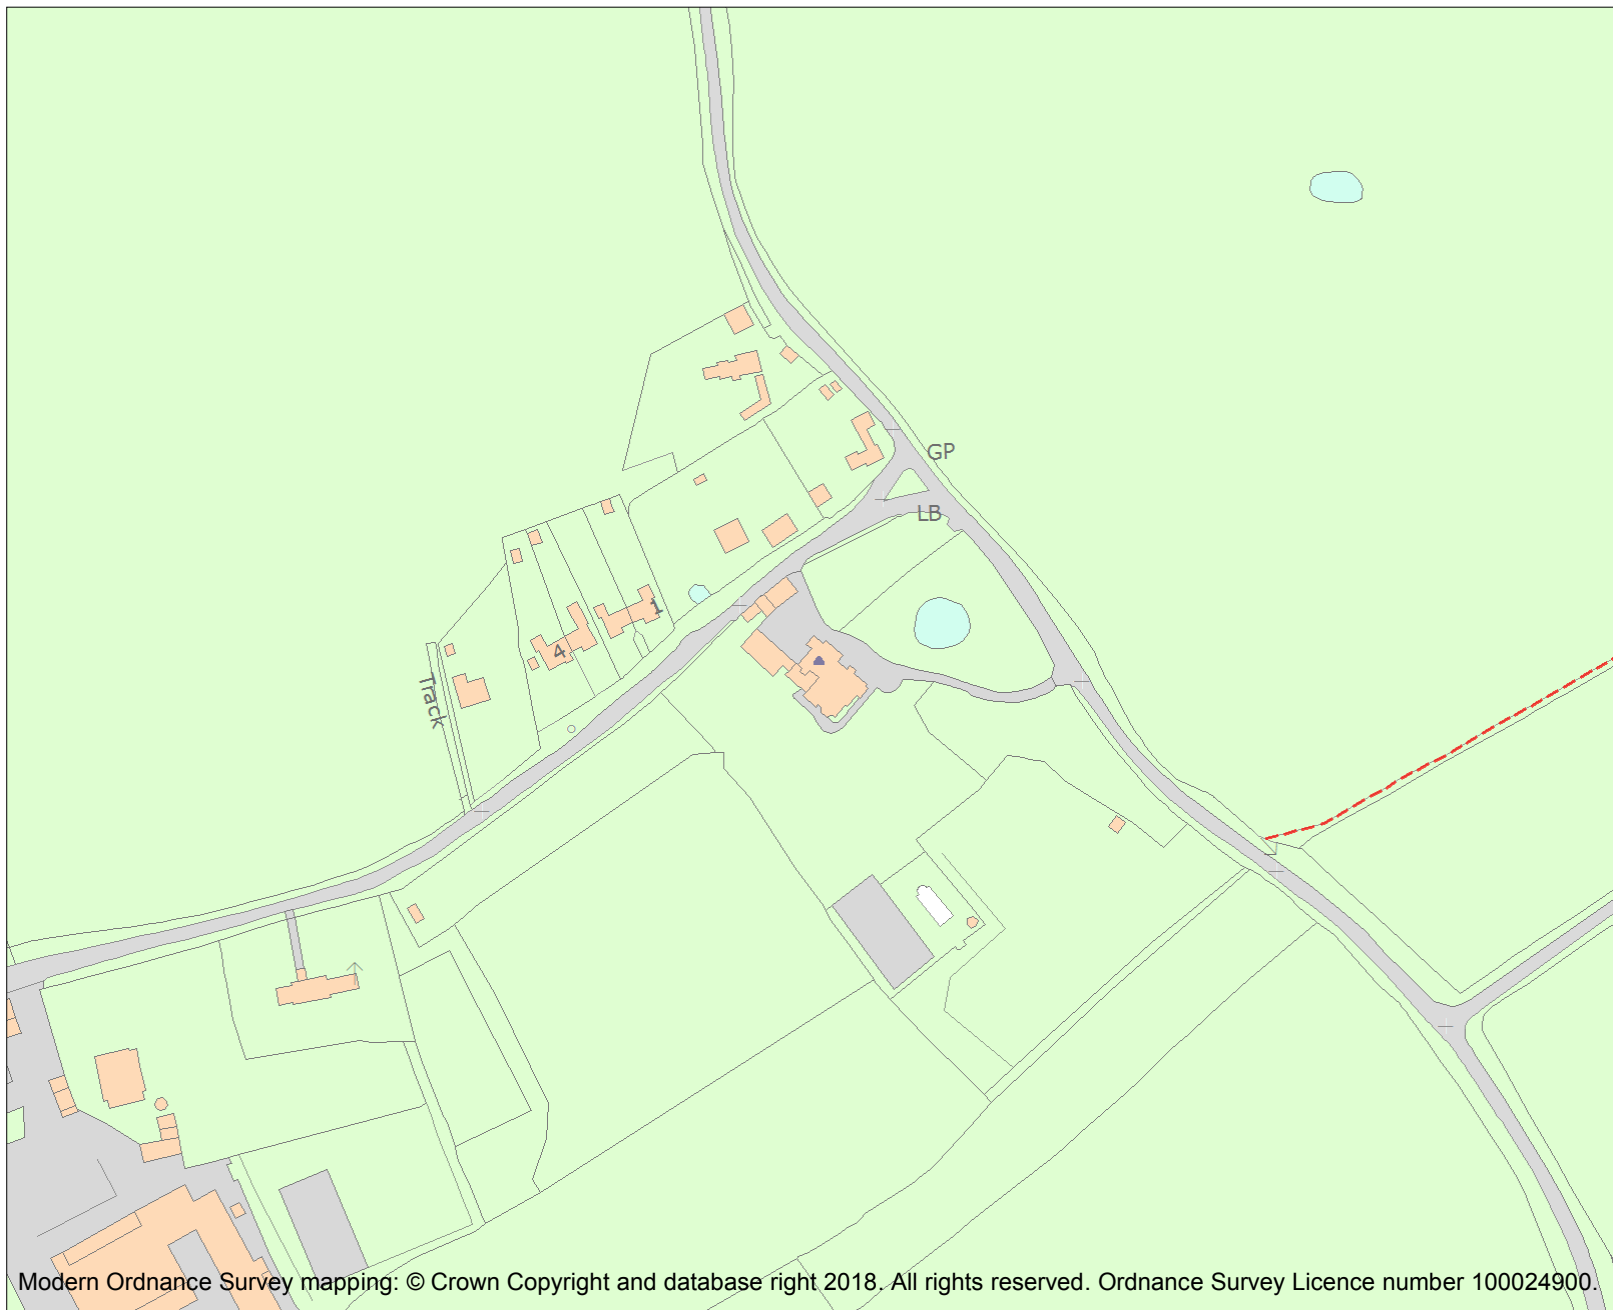 GP
LB
1
4
Track
Modern Ordnance Survey mapping: © Crown Copyright and database right 2018. All rights reserved. Ordnance Survey Licence number 100024900.